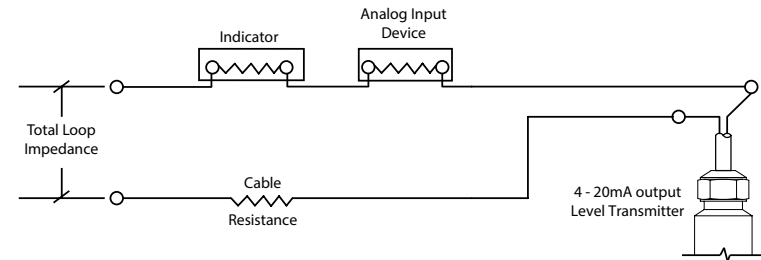 Analog Input
Device
Indicator
Total Loop
Impedance
Cable
Resistance
4 - 20mA output
Level Transmitter